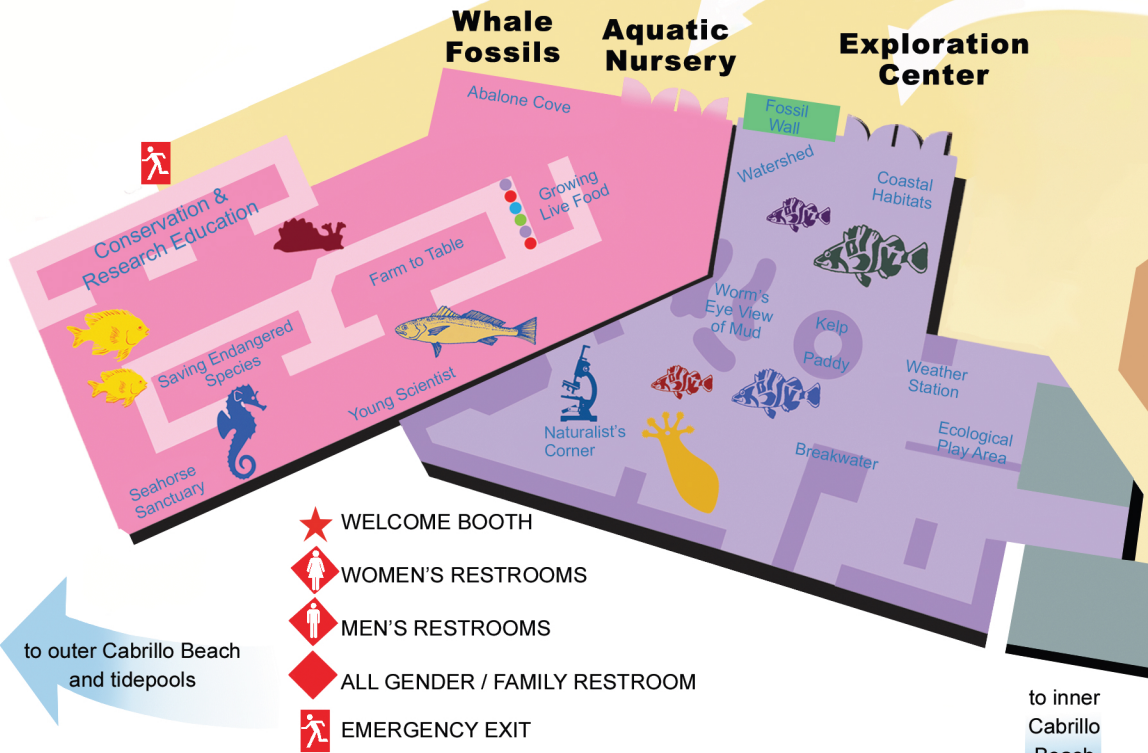 Whale
Fossils
Aquatic
Nursery
Exploration
Center
Abalone Cove
Fossil
Wall
Watershed
Coastal
Habitats
Conservation &
Research Education
Growing
Live Food
Farm to Table
Worm's
Eye View
of Mud
Kelp
Paddy
Saving Endangered
Species
Young Scientist
Weather
Station
Naturalist's
Corner
Ecological
Play Area
Breakwater
Seahorse
Sanctuary
WELCOME BOOTH
WOMEN'S RESTROOMS
MEN'S RESTROOMS
ALL GENDER / FAMILY RESTROOM
EMERGENCY EXIT
to outer Cabrillo Beach
and tidepools
to inner
Cabrillo
Beach